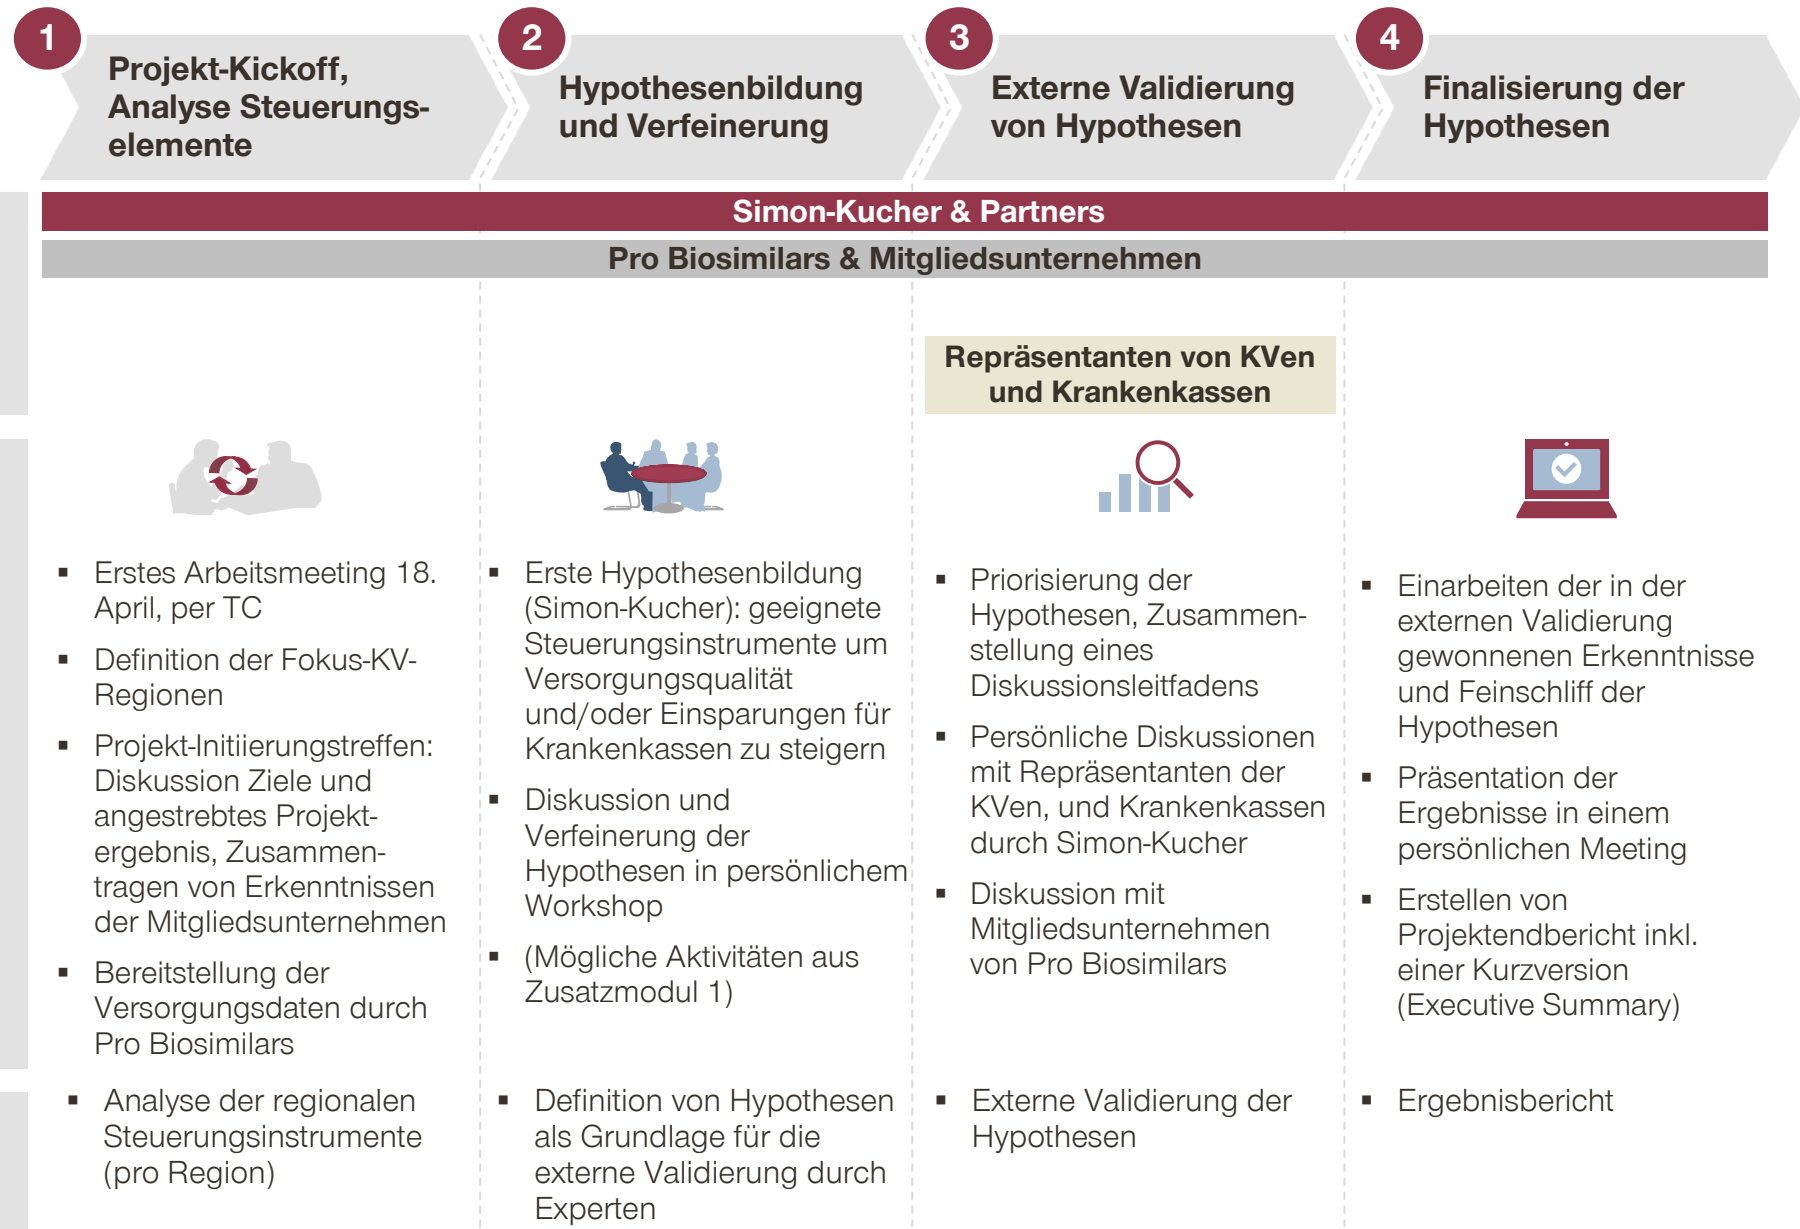 1
Projekt-Kickoff,
Analyse Steuerungs-
elemente
2
Hypothesenbildung
und Verfeinerung
3
Externe Validierung
von Hypothesen
4
Finalisierung der
Hypothesen
Simon-Kucher & Partners
Pro Biosimilars & Mitgliedsunternehmen
Repräsentanten von KVen
und Krankenkassen
▪ Erstes Arbeitsmeeting 18.
April, per TC
▪ Definition der Fokus-KV-
Regionen
▪ Projekt-Initiierungstreffen:
Diskussion Ziele und
angestrebtes Projekt-
ergebnis, Zusammen-
tragen von Erkenntnissen
der Mitgliedsunternehmen
▪ Bereitstellung der
Versorgungsdaten durch
Pro Biosimilars
▪ Analyse der regionalen
Steuerungsinstrumente
(pro Region)
▪ Erste Hypothesenbildung
(Simon-Kucher): geeignete
Steuerungsinstrumente um
Versorgungsqualität
und/oder Einsparungen für
Krankenkassen zu steigern
▪ Diskussion und
Verfeinerung der
Hypothesen in persönlichem
Workshop
▪ (Mögliche Aktivitäten aus
Zusatzmodul 1)
▪ Definition von Hypothesen
als Grundlage für die
externe Validierung durch
Experten
▪ Priorisierung der
Hypothesen, Zusammen-
stellung eines
Diskussionsleitfadens
▪ Persönliche Diskussionen
mit Repräsentanten der
KVen, und Krankenkassen
durch Simon-Kucher
▪ Diskussion mit
Mitgliedsunternehmen
von Pro Biosimilars
▪ Externe Validierung der
Hypothesen
▪ Einarbeiten der in der
externen Validierung
gewonnenen Erkenntnisse
und Feinschliff der
Hypothesen
▪ Präsentation der
Ergebnisse in einem
persönlichen Meeting
▪ Erstellen von
Projektendbericht inkl.
einer Kurzversion
(Executive Summary)
▪ Ergebnisbericht